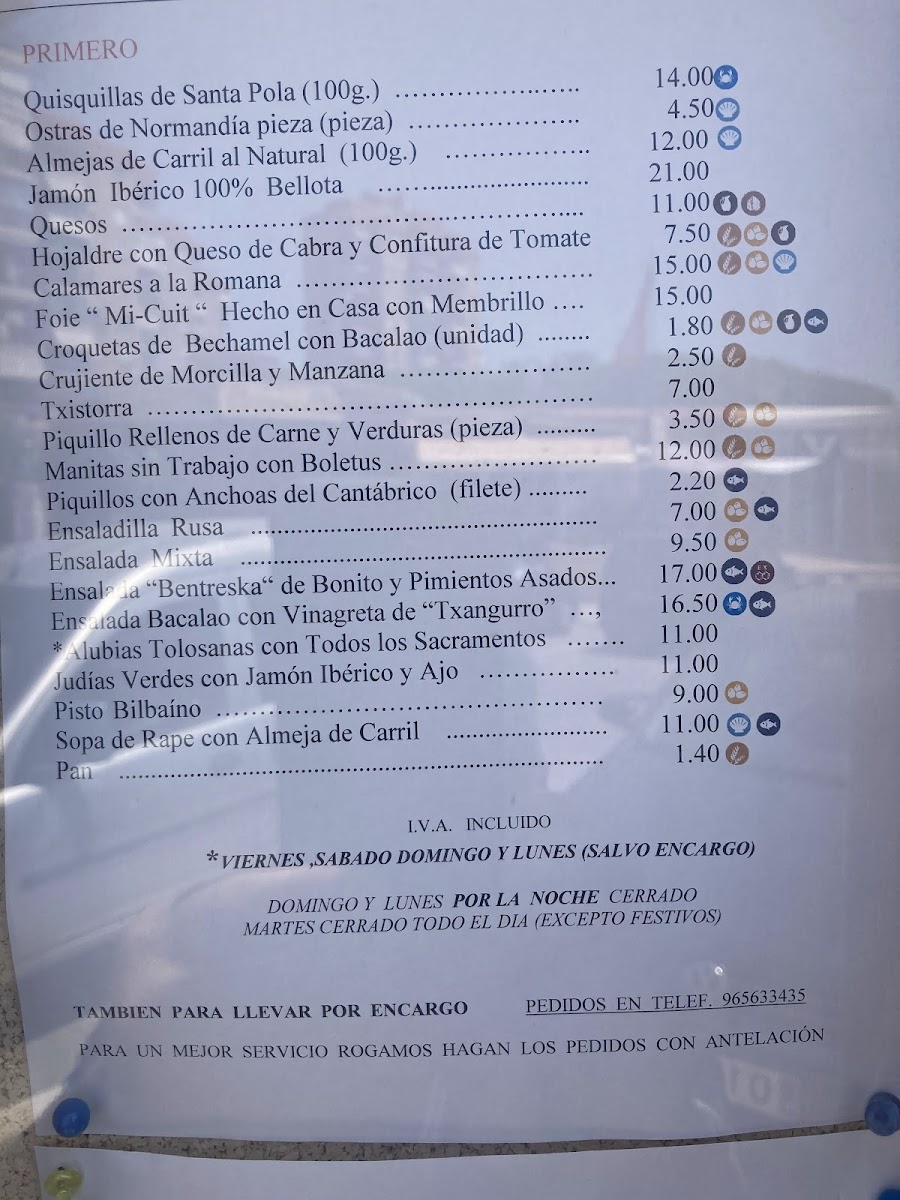 PRIMERO
Quisquillas de Santa Pola (100g.) ........................ 14.00
Ostras de Normandía pieza (pieza) ...................... 4.50
Almejas de Carril al Natural (100g.) .................. 12.00
Jamón Ibérico 100% Bellota ............................... 21.00
Quesos ............................................................ 11.00
Hojaldre con Queso de Cabra y Confitura de Tomate 7.50
Calamares a la Romana ...................................... 15.00
Foie “ Mi-Cuit “ Hecho en Casa con Membrillo .... 15.00
Croquetas de Bechamel con Bacalao (unidad) ........ 1.80
Crujiente de Morcilla y Manzana ......................... 2.50
Txistorra .......................................................... 7.00
Piquillo Rellenos de Carne y Verduras (pieza) ......... 3.50
Manitas sin Trabajo con Boletus ........................... 12.00
Piquillos con Anchoas del Cantábrico (filete) ......... 2.20
Ensaladilla Rusa .................................................. 7.00
Ensalada Mixta .................................................... 9.50
Ensalada “Bentreska“ de Bonito y Pimientos Asados... 17.00
Ensalada Bacalao con Vinagreta de “Txangurro” ..., 16.50
*Alubias Tolosanas con Todos los Sacramentos ....... 11.00
Judías Verdes con Jamón Ibérico y Ajo ................. 11.00
Pisto Bilbaíno .................................................... 9.00
Sopa de Rape con Almeja de Carril ......................... 11.00
Pan ................................................................... 1.40
I.V.A. INCLUIDO
*VIERNES ,SABADO DOMINGO Y LUNES (SALVO ENCARGO)
DOMINGO Y LUNES POR LA NOCHE CERRADO
MARTES CERRADO TODO EL DIA (EXCEPTO FESTIVOS)
TAMBIEN PARA LLEVAR POR ENCARGO PEDIDOS EN TELEF. 965633435
PARA UN MEJOR SERVICIO ROGAMOS HAGAN LOS PEDIDOS CON ANTELACIÓN